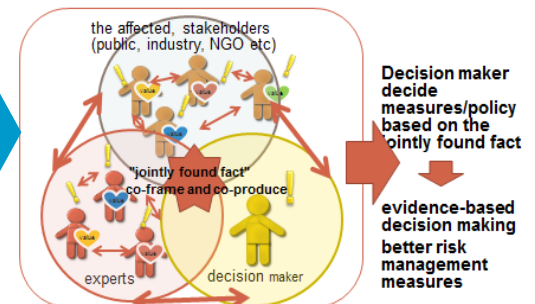 the affected, stakeholders
(public, industry, NGO etc)
value
value
value
value
"jointly found fact"
co-frame and co-produce
value
value
value
experts
decision maker
Decision maker
decide
measures/policy
based on the
jointly found fact
evidence-based
decision making
better risk
management
measures